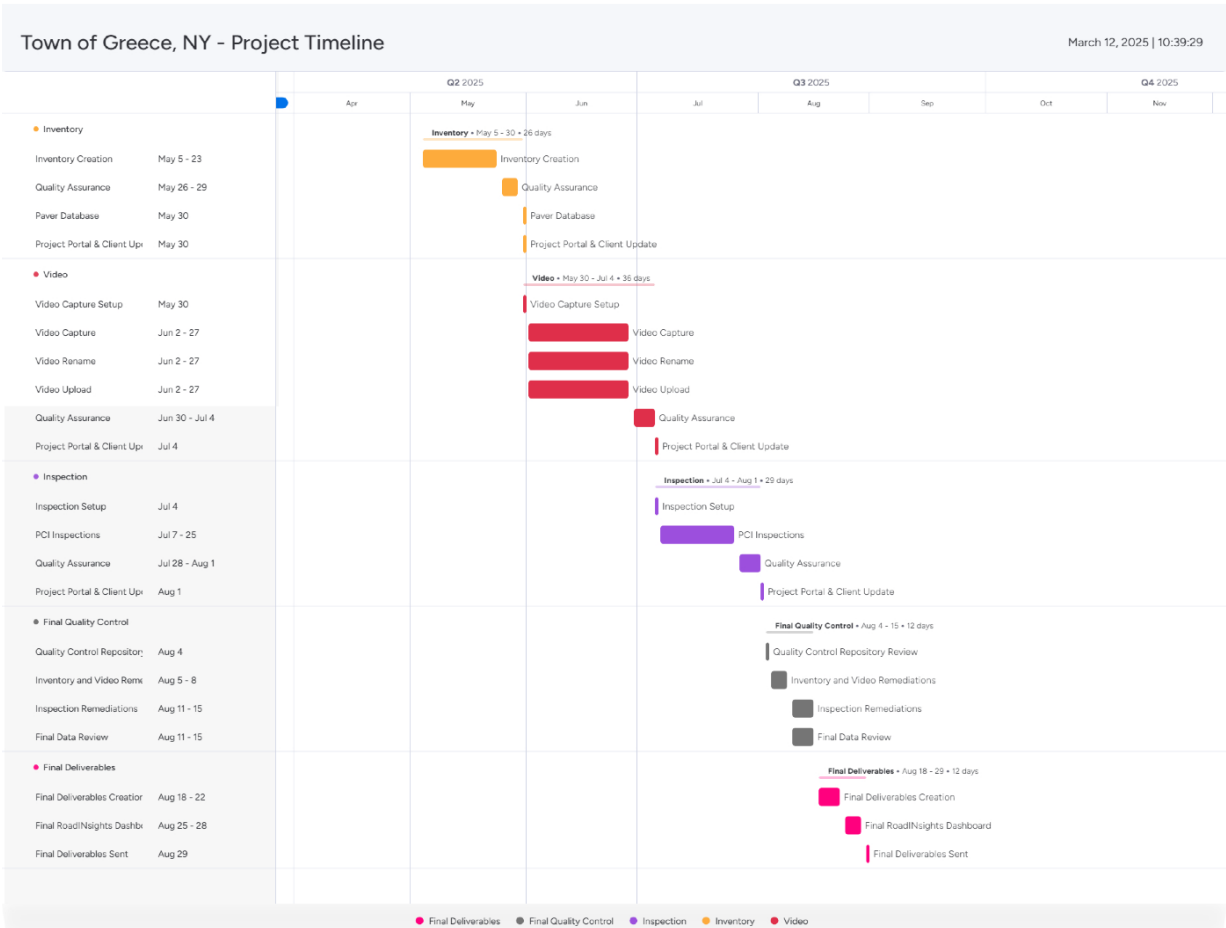 Town of Greece, NY - Project Timeline
March 12, 2025 | 10:39:29
Q2 2025 Q3 2025 Q4 2025
Apr May Jun Jul Aug Sep Oct Nov
Inventory Inventory • May 5 - 30 • 26 days
Inventory Creation May 5 - 23 Inventory Creation
Quality Assurance May 26 - 29 Quality Assurance
Paver Database May 30 Paver Database
Project Portal & Client Up May 30 Project Portal & Client Update
Video Video • May 30 - Jul 4 • 36 days
Video Capture Setup May 30 Video Capture Setup
Video Capture Jun 2 - 27 Video Capture
Video Rename Jun 2 - 27 Video Rename
Video Upload Jun 2 - 27 Video Upload
Quality Assurance Jun 30 - Jul 4 Quality Assurance
Project Portal & Client Up Jul 4 Project Portal & Client Update
Inspection Inspection • Jul 4 - Aug 1 • 29 days
Inspection Setup Jul 4 Inspection Setup
PCI Inspections Jul 7 - 25 PCI Inspections
Quality Assurance Jul 28 - Aug 1 Quality Assurance
Project Portal & Client Up Aug 1 Project Portal & Client Update
Final Quality Control Final Quality Control • Aug 4 - 15 • 12 days
Quality Control Repository Aug 4 Quality Control Repository Review
Inventory and Video Reme Aug 5 - 8 Inventory and Video Remediations
Inspection Remediations Aug 11 - 15 Inspection Remediations
Final Data Review Aug 11 - 15 Final Data Review
Final Deliverables Final Deliverables • Aug 18 - 29 • 12 days
Final Deliverables Creation Aug 18 - 22 Final Deliverables Creation
Final RoadINsights Dashb Aug 25 - 28 Final RoadINsights Dashboard
Final Deliverables Sent Aug 29 Final Deliverables Sent
Final Deliverables Final Quality Control Inspection Inventory Video